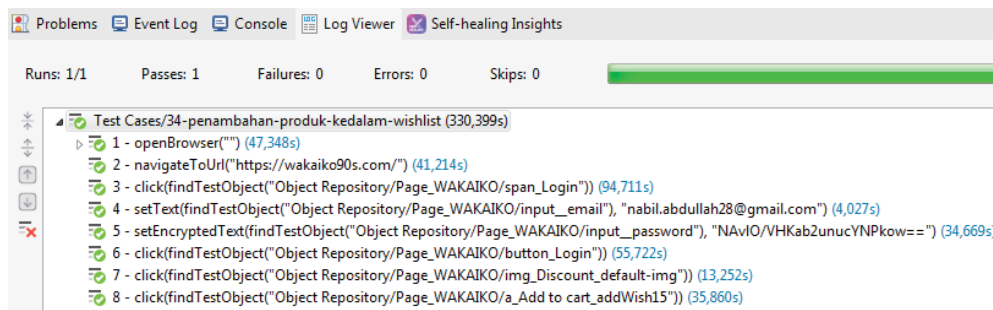 Problems Event Log Console Log Viewer Self-healing Insights
Runs: 1/1 Passes: 1 Failures: 0 Errors: 0 Skips: 0
Test Cases/34-penambahan-produk-kedalam-wishlist (330,399s)
1 - openBrowser("") (47,348s)
2 - navigateToUrl("https://wakaiko90s.com/") (41,214s)
3 - click(findTestObject("Object Repository/Page_WAKAIKO/span_Login")) (94,711s)
4 - setText(findTestObject("Object Repository/Page_WAKAIKO/input__email"), "nabil.abdullah28@gmail.com") (4,027s)
5 - setEncryptedText(findTestObject("Object Repository/Page_WAKAIKO/input__password"), "NAvIO/VHKab2unucYNPkow==") (34,669s)
6 - click(findTestObject("Object Repository/Page_WAKAIKO/button_Login")) (55,722s)
7 - click(findTestObject("Object Repository/Page_WAKAIKO/img_Discount_default-img")) (13,252s)
8 - click(findTestObject("Object Repository/Page_WAKAIKO/a_Add to cart_addWish15")) (35,860s)